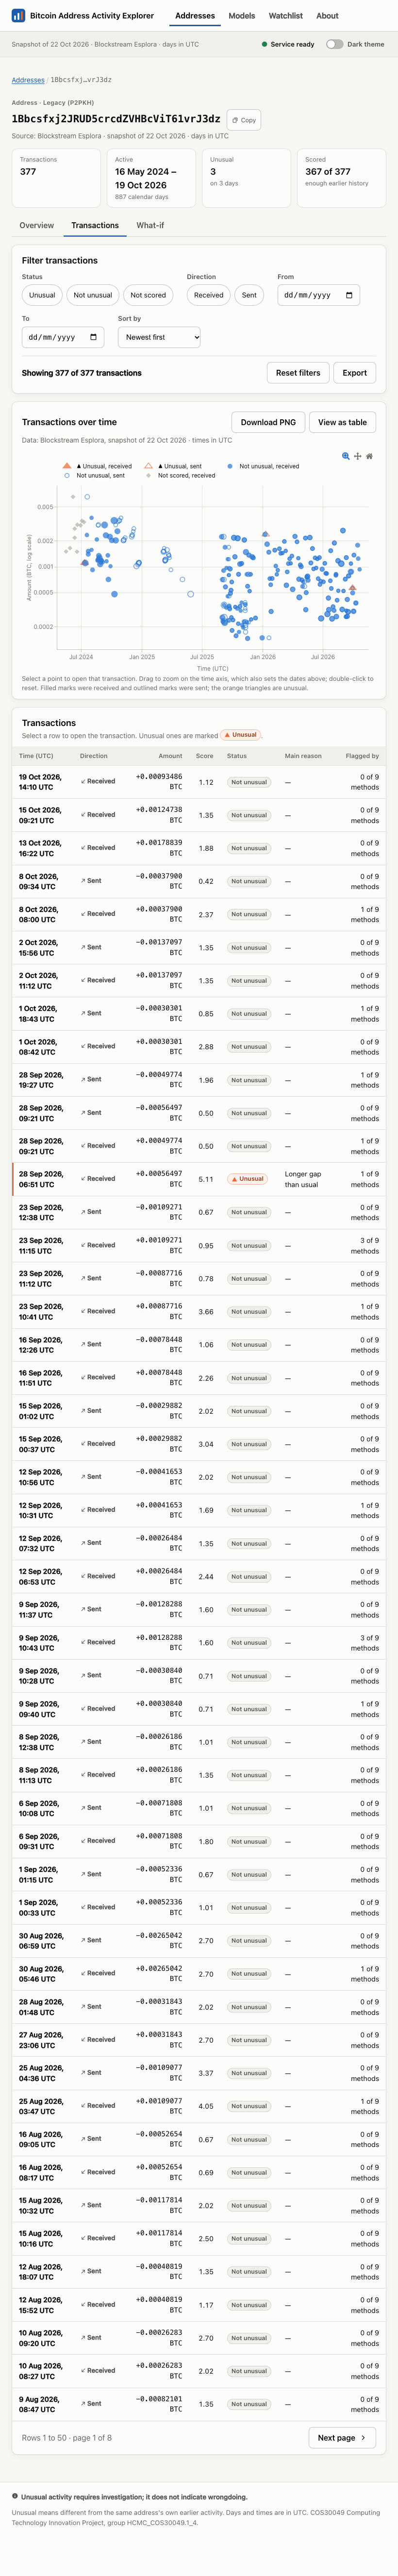 Bitcoin Address Activity Explorer Addresses Models Watchlist About
Snapshot of 22 Oct 2026 · Blockstream Esplora · days in UTC Service ready Dark theme
Addresses / 1Bbcsfxj…vrJ3dz
Address · Legacy (P2PKH)
1Bbcsfxj2JRUD5crcdZVHBcViT61vrJ3dz Copy
Source: Blockstream Esplora · snapshot of 22 Oct 2026 · days in UTC
Transactions
377
Active
16 May 2024 –
19 Oct 2026
887 calendar days
Unusual
3
on 3 days
Scored
367 of 377
enough earlier history
Overview Transactions What-if
Filter transactions
Status Direction From
Unusual Not unusual Not scored Received Sent dd/mm/yyyy
To Sort by
dd/mm/yyyy Newest first
Showing 377 of 377 transactions Reset filters Export
Transactions over time Download PNG View as table
Data: Blockstream Esplora, snapshot of 22 Oct 2026 · times in UTC
▲ Unusual, received △ Unusual, sent Not unusual, received
Not unusual, sent Not scored, received
Amount (BTC, log scale)
0.005
0.002
0.001
0.0005
0.0002
Jul 2024 Jan 2025 Jul 2025 Jan 2026 Jul 2026
Time (UTC)
Select a point to open that transaction. Drag to zoom on the time axis, which also sets the dates above; double-click to
reset. Filled marks were received and outlined marks were sent; the orange triangles are unusual.
Transactions
Select a row to open the transaction. Unusual ones are marked ▲ Unusual.
Time (UTC) Direction Amount Score Status Main reason Flagged by
19 Oct 2026, 14:10 UTC ↙ Received +0.00093486 BTC 1.12 Not unusual — 0 of 9 methods
15 Oct 2026, 09:21 UTC ↙ Received +0.00124738 BTC 1.35 Not unusual — 0 of 9 methods
13 Oct 2026, 16:22 UTC ↙ Received +0.00178839 BTC 1.88 Not unusual — 0 of 9 methods
8 Oct 2026, 09:34 UTC ↗ Sent −0.00037900 BTC 0.42 Not unusual — 0 of 9 methods
8 Oct 2026, 08:00 UTC ↙ Received +0.00037900 BTC 2.37 Not unusual — 1 of 9 methods
2 Oct 2026, 15:56 UTC ↗ Sent −0.00137097 BTC 1.35 Not unusual — 0 of 9 methods
2 Oct 2026, 11:12 UTC ↙ Received +0.00137097 BTC 1.35 Not unusual — 0 of 9 methods
1 Oct 2026, 18:43 UTC ↗ Sent −0.00030301 BTC 0.85 Not unusual — 1 of 9 methods
1 Oct 2026, 08:42 UTC ↙ Received +0.00030301 BTC 2.88 Not unusual — 0 of 9 methods
28 Sep 2026, 19:27 UTC ↗ Sent −0.00049774 BTC 1.96 Not unusual — 1 of 9 methods
28 Sep 2026, 09:21 UTC ↗ Sent −0.00056497 BTC 0.50 Not unusual — 0 of 9 methods
28 Sep 2026, 09:21 UTC ↙ Received +0.00049774 BTC 0.50 Not unusual — 1 of 9 methods
28 Sep 2026, 06:51 UTC ↙ Received +0.00056497 BTC 5.11 ▲ Unusual Longer gap than usual 1 of 9 methods
23 Sep 2026, 12:38 UTC ↗ Sent −0.00109271 BTC 0.67 Not unusual — 0 of 9 methods
23 Sep 2026, 11:15 UTC ↙ Received +0.00109271 BTC 0.95 Not unusual — 3 of 9 methods
23 Sep 2026, 11:12 UTC ↗ Sent −0.00087716 BTC 0.78 Not unusual — 0 of 9 methods
23 Sep 2026, 10:41 UTC ↙ Received +0.00087716 BTC 3.66 Not unusual — 1 of 9 methods
16 Sep 2026, 12:26 UTC ↗ Sent −0.00078448 BTC 1.06 Not unusual — 0 of 9 methods
16 Sep 2026, 11:51 UTC ↙ Received +0.00078448 BTC 2.26 Not unusual — 0 of 9 methods
15 Sep 2026, 01:02 UTC ↗ Sent −0.00029882 BTC 2.02 Not unusual — 0 of 9 methods
15 Sep 2026, 00:37 UTC ↙ Received +0.00029882 BTC 3.04 Not unusual — 0 of 9 methods
12 Sep 2026, 10:56 UTC ↗ Sent −0.00041653 BTC 2.02 Not unusual — 0 of 9 methods
12 Sep 2026, 10:31 UTC ↙ Received +0.00041653 BTC 1.69 Not unusual — 1 of 9 methods
12 Sep 2026, 07:32 UTC ↗ Sent −0.00026484 BTC 1.35 Not unusual — 0 of 9 methods
12 Sep 2026, 06:53 UTC ↙ Received +0.00026484 BTC 2.44 Not unusual — 0 of 9 methods
9 Sep 2026, 11:37 UTC ↗ Sent −0.00128288 BTC 1.60 Not unusual — 0 of 9 methods
9 Sep 2026, 10:43 UTC ↙ Received +0.00128288 BTC 1.60 Not unusual — 3 of 9 methods
9 Sep 2026, 10:28 UTC ↗ Sent −0.00030840 BTC 0.71 Not unusual — 0 of 9 methods
9 Sep 2026, 09:40 UTC ↙ Received +0.00030840 BTC 0.71 Not unusual — 1 of 9 methods
8 Sep 2026, 12:38 UTC ↗ Sent −0.00026186 BTC 1.01 Not unusual — 0 of 9 methods
8 Sep 2026, 11:13 UTC ↙ Received +0.00026186 BTC 1.35 Not unusual — 0 of 9 methods
6 Sep 2026, 10:08 UTC ↗ Sent −0.00071808 BTC 1.01 Not unusual — 0 of 9 methods
6 Sep 2026, 09:31 UTC ↙ Received +0.00071808 BTC 1.80 Not unusual — 0 of 9 methods
1 Sep 2026, 01:15 UTC ↗ Sent −0.00052336 BTC 0.67 Not unusual — 0 of 9 methods
1 Sep 2026, 00:33 UTC ↙ Received +0.00052336 BTC 1.01 Not unusual — 0 of 9 methods
30 Aug 2026, 06:59 UTC ↗ Sent −0.00265042 BTC 2.70 Not unusual — 0 of 9 methods
30 Aug 2026, 05:46 UTC ↙ Received +0.00265042 BTC 2.70 Not unusual — 1 of 9 methods
28 Aug 2026, 01:48 UTC ↗ Sent −0.00031843 BTC 2.02 Not unusual — 0 of 9 methods
27 Aug 2026, 23:06 UTC ↙ Received +0.00031843 BTC 2.70 Not unusual — 0 of 9 methods
25 Aug 2026, 04:36 UTC ↗ Sent −0.00109077 BTC 3.37 Not unusual — 0 of 9 methods
25 Aug 2026, 03:47 UTC ↙ Received +0.00109077 BTC 4.05 Not unusual — 1 of 9 methods
16 Aug 2026, 09:05 UTC ↗ Sent −0.00052654 BTC 0.67 Not unusual — 0 of 9 methods
16 Aug 2026, 08:17 UTC ↙ Received +0.00052654 BTC 0.69 Not unusual — 0 of 9 methods
15 Aug 2026, 10:32 UTC ↗ Sent −0.00117814 BTC 2.02 Not unusual — 0 of 9 methods
15 Aug 2026, 10:16 UTC ↙ Received +0.00117814 BTC 2.50 Not unusual — 0 of 9 methods
12 Aug 2026, 18:07 UTC ↗ Sent −0.00040819 BTC 1.35 Not unusual — 0 of 9 methods
12 Aug 2026, 15:52 UTC ↙ Received +0.00040819 BTC 1.17 Not unusual — 0 of 9 methods
10 Aug 2026, 09:20 UTC ↗ Sent −0.00026283 BTC 2.70 Not unusual — 0 of 9 methods
10 Aug 2026, 08:27 UTC ↙ Received +0.00026283 BTC 2.02 Not unusual — 0 of 9 methods
9 Aug 2026, 08:47 UTC ↗ Sent −0.00082101 BTC 1.35 Not unusual — 0 of 9 methods
Rows 1 to 50 · page 1 of 8 Next page
Unusual activity requires investigation; it does not indicate wrongdoing.
Unusual means different from the same address's own earlier activity. Days and times are in UTC. COS30049 Computing
Technology Innovation Project, group HCMC_COS30049.1_4.